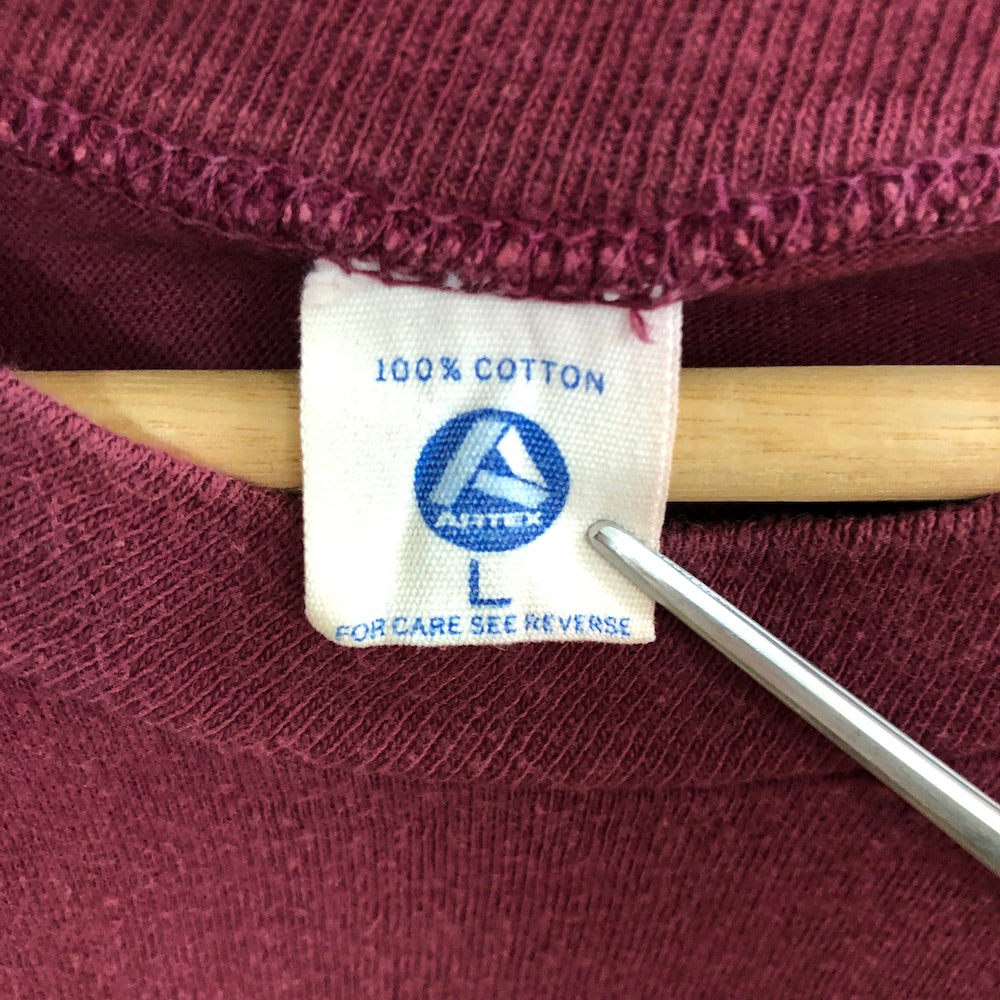 100% COTTON
ARTEX
L
FOR CARE SEE REVERSE